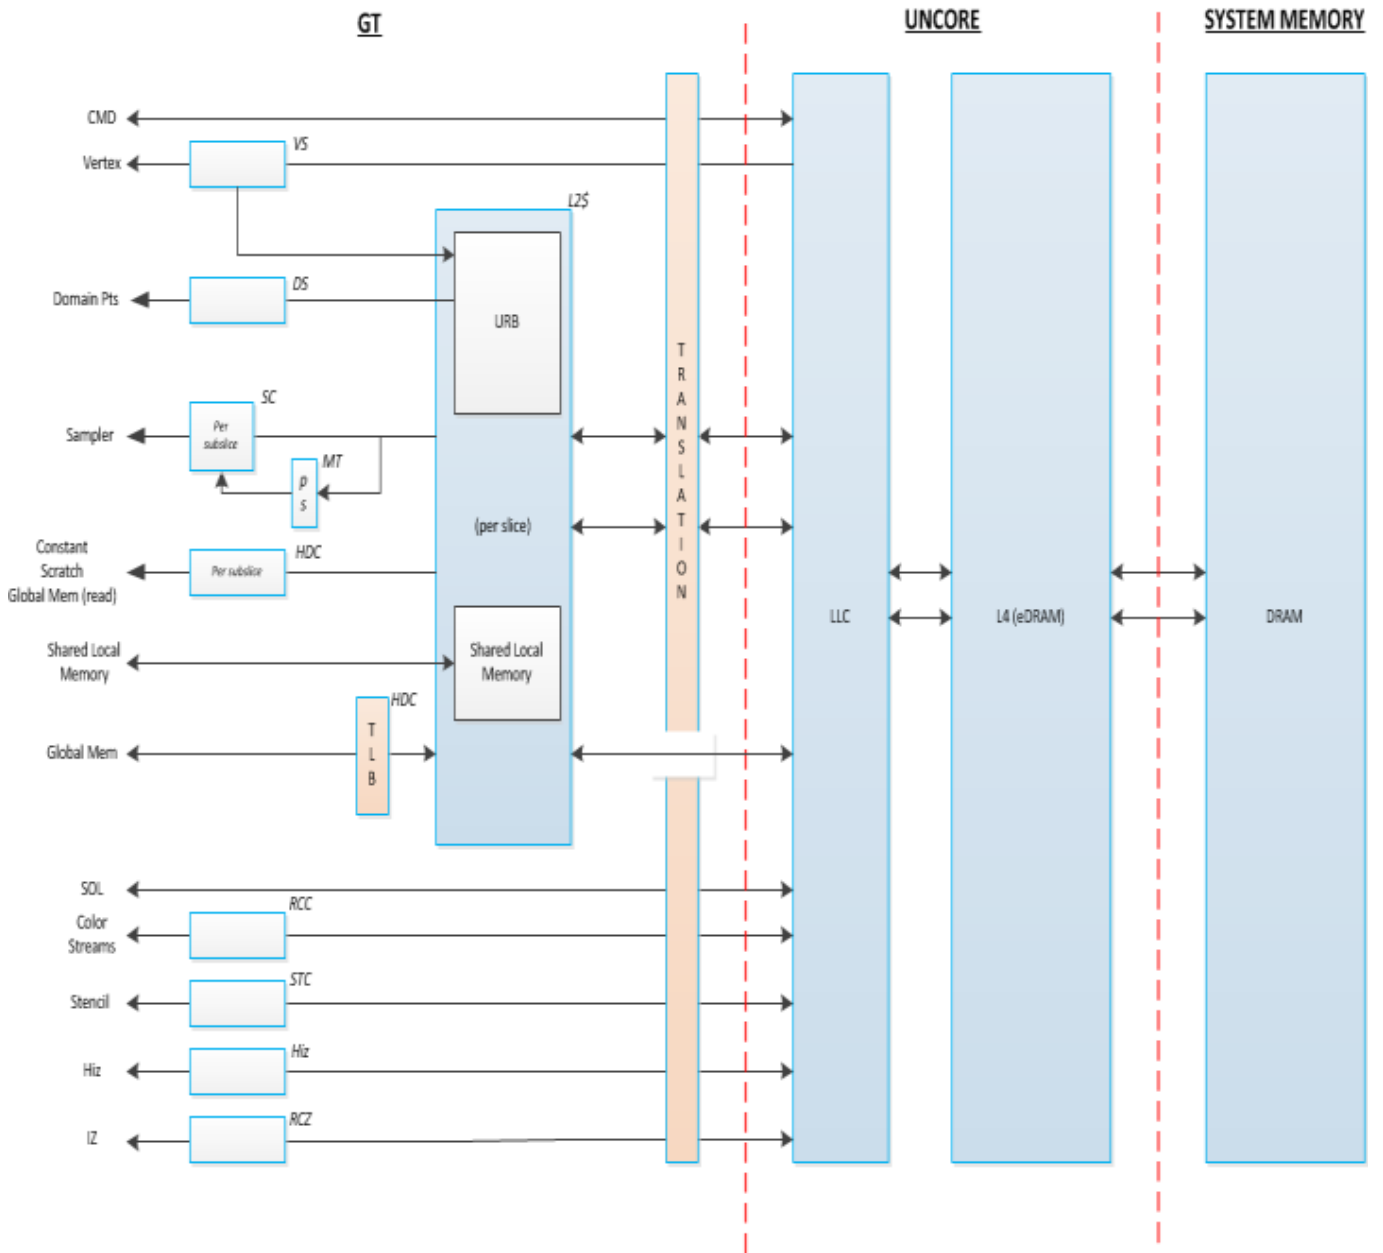 GT
UNCORE
SYSTEM MEMORY
CMD
VS
Vertex
L2$
DS
Domain Pts
URB
SC
Per
subslice
Sampler
MT
p
s
(per slice)
HDC
Constant
Scratch
Global Mem (read)
Per subslice
Shared Local
Memory
Shared Local
Memory
HDC
T
L
B
Global Mem
T
R
A
N
S
L
A
T
I
O
N
LLC
L4 (eDRAM)
DRAM
SOL
RCC
Color
Streams
STC
Stencil
Hiz
Hiz
RCZ
IZ